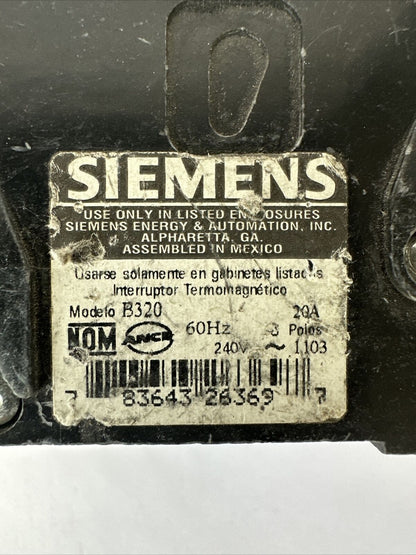 SIEMENS
USE ONLY IN LISTED ENCLOSURES
SIEMENS ENERGY & AUTOMATION, INC.
ALPHARETTA, GA.
ASSEMBLED IN MEXICO
Usarse solamente en gabinetes listados
Interruptor Termomagnético
Modelo B320 20A
NOM ANCE 60Hz 3 Polos
240V ~ 1103
7 83643 26369 7